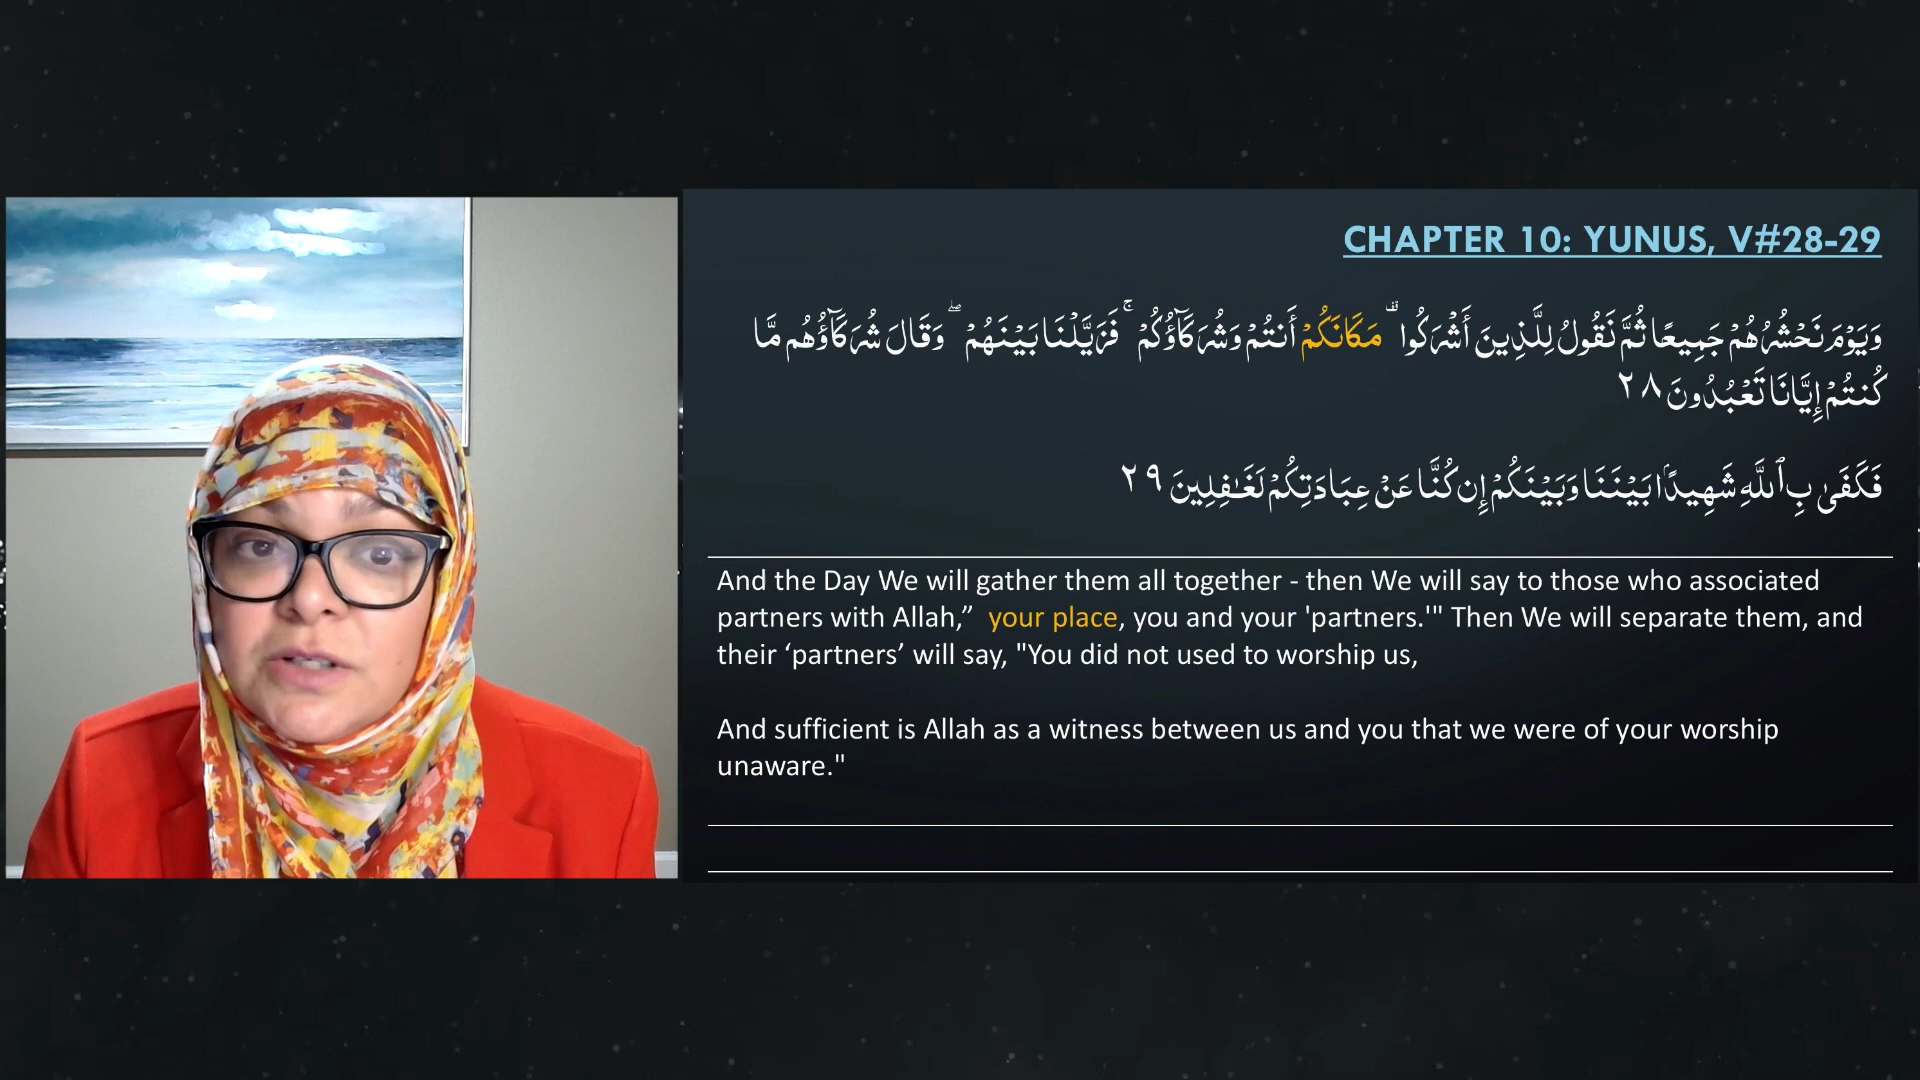 CHAPTER 10: YUNUS, V#28-29
وَيَوْمَ نَحْشُرُهُمْ جَمِيعًا ثُمَّ نَقُولُ لِلَّذِينَ أَشْرَكُوا۟ مَكَانَكُمْ أَنتُمْ وَشُرَكَآؤُكُمْ ۚ فَزَيَّلْنَا بَيْنَهُمْ ۖ وَقَالَ شُرَكَآؤُهُم مَّا
كُنتُمْ إِيَّانَا تَعْبُدُونَ ٢٨
فَكَفَىٰ بِٱللَّهِ شَهِيدًۢا بَيْنَنَا وَبَيْنَكُمْ إِن كُنَّا عَنْ عِبَادَتِكُمْ لَغَـٰفِلِينَ ٢٩
And the Day We will gather them all together - then We will say to those who associated
partners with Allah,” your place, you and your 'partners.'" Then We will separate them, and
their ‘partners’ will say, "You did not used to worship us,
And sufficient is Allah as a witness between us and you that we were of your worship
unaware."